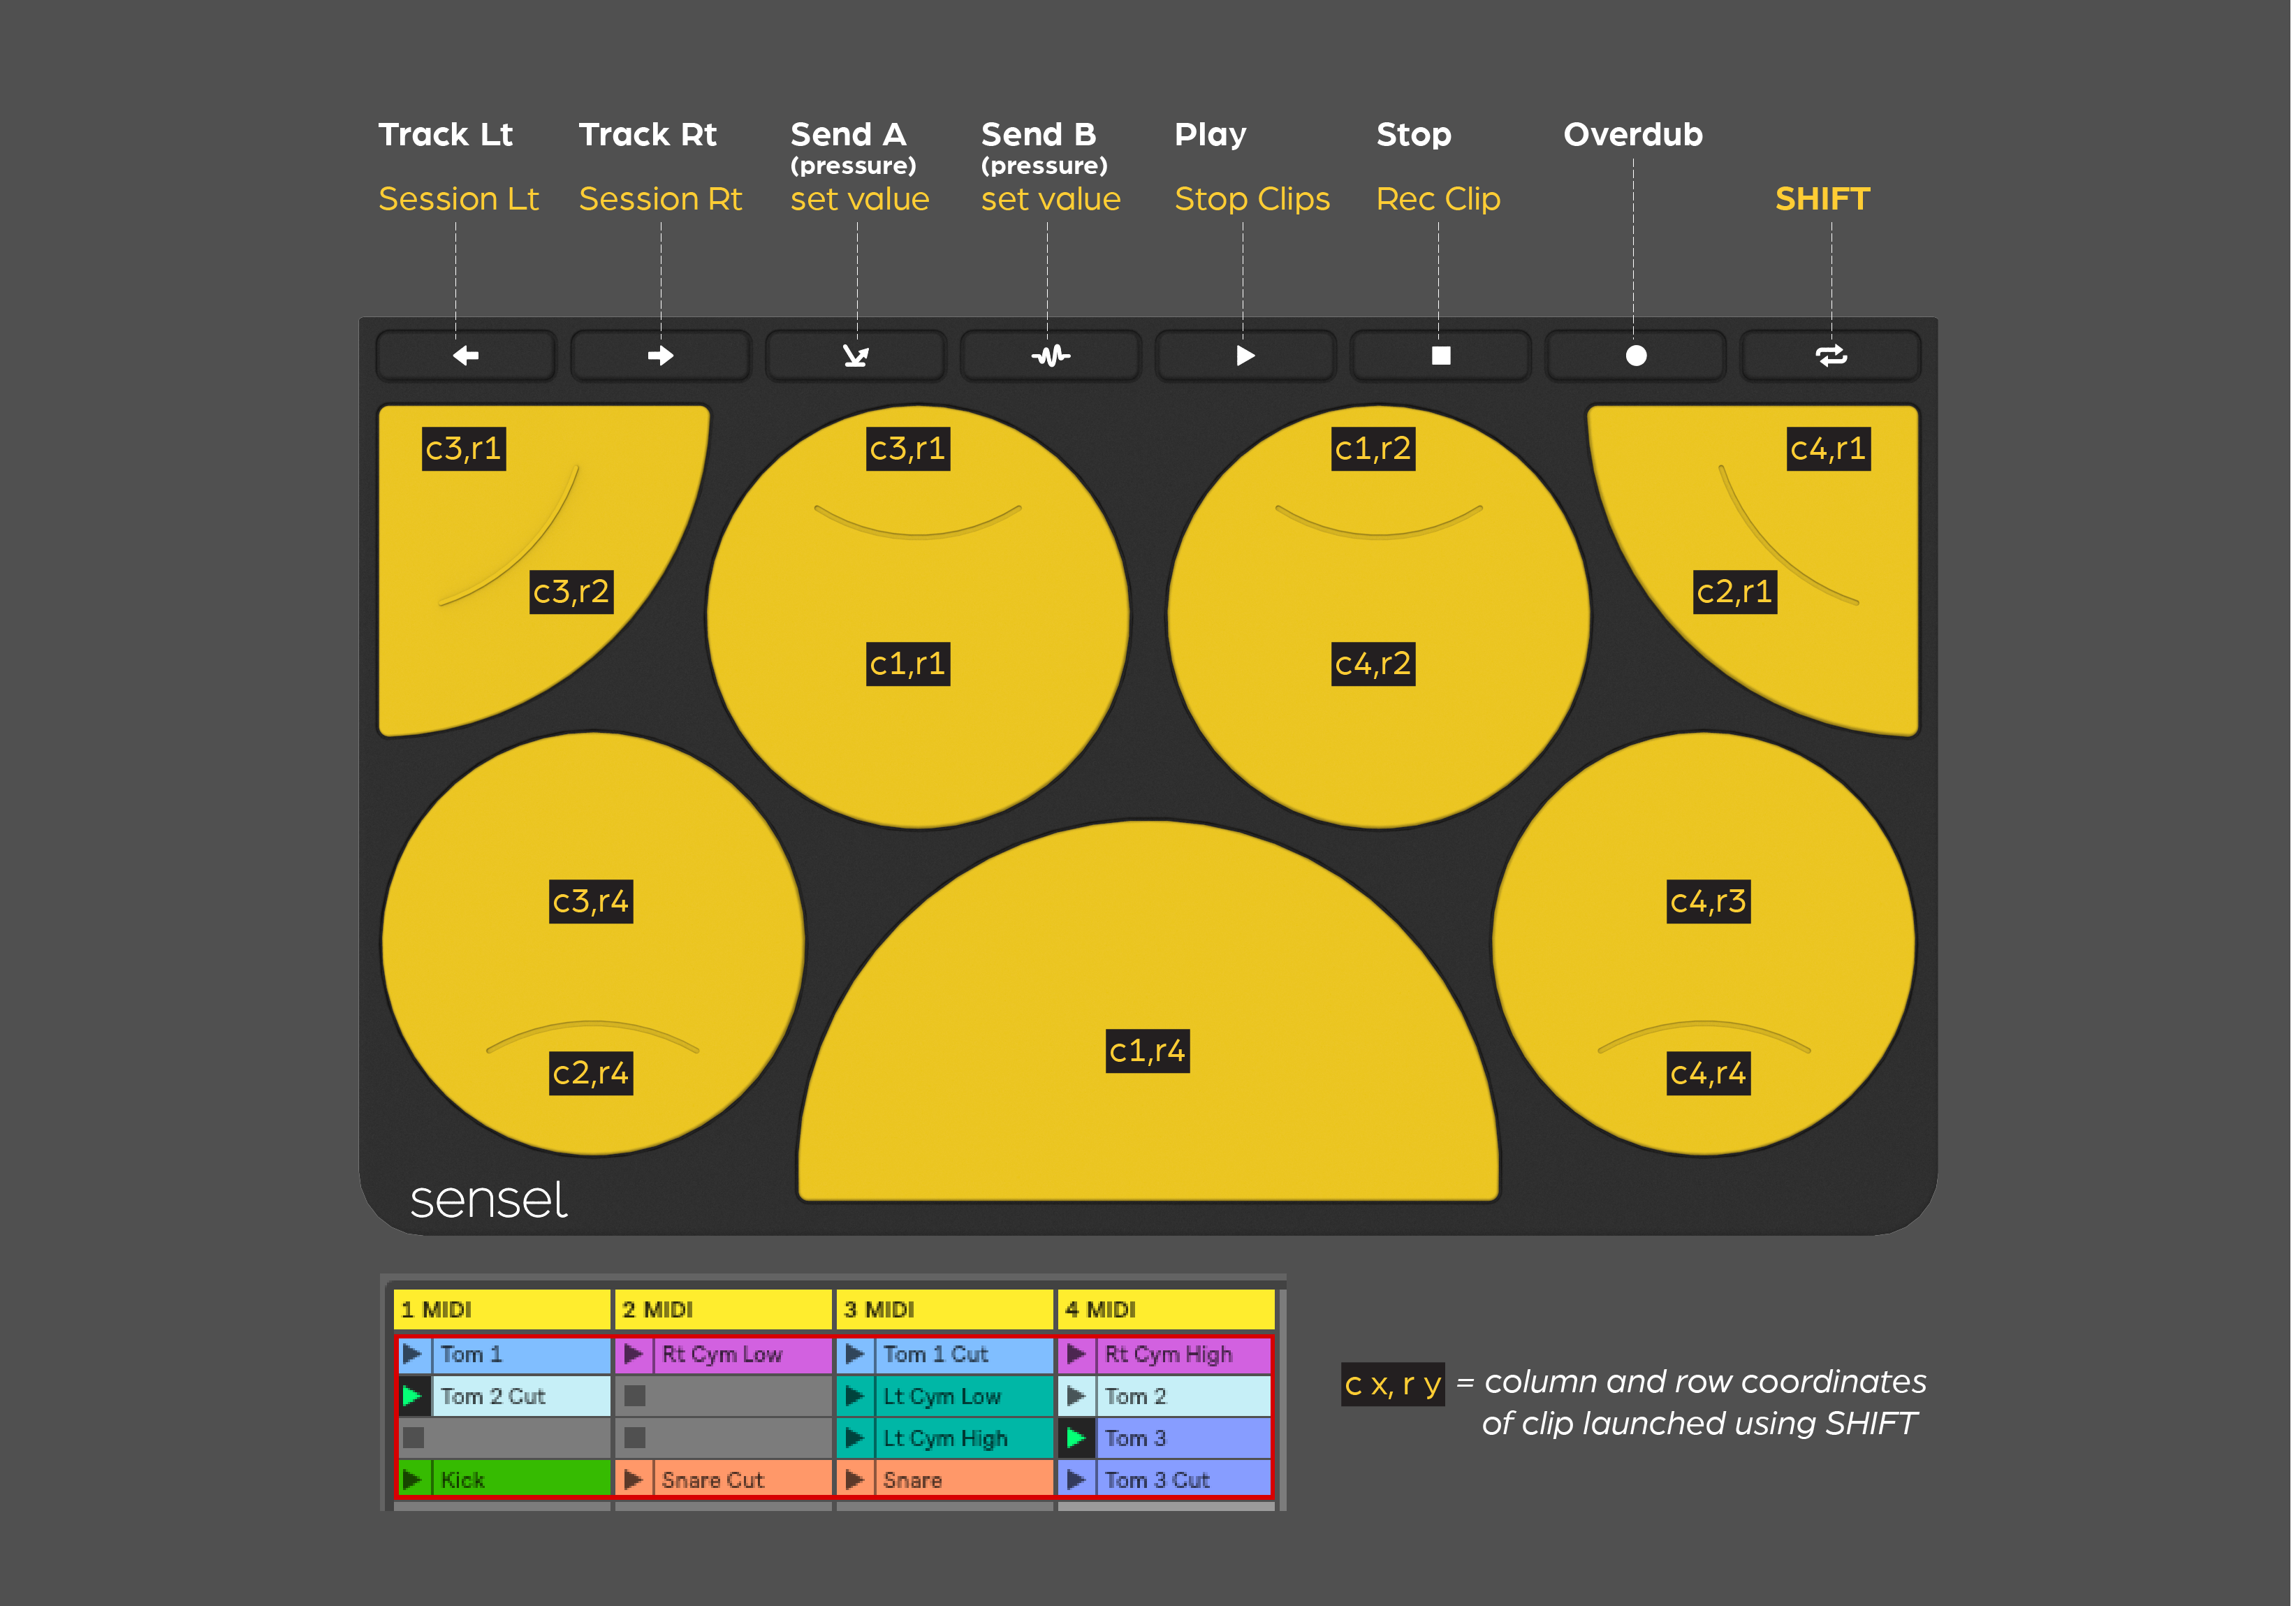 Track Lt
Track Rt
Send A
Send B
Play
Stop
Overdub
(pressure)
(pressure)
Session Lt
Session Rt
set value
set value
Stop Clips
Rec Clip
SHIFT
c3,r1
c3,r1
c1,r2
c4,r1
c3,r2
c2,r1
c1,r1
c4,r2
c3,r4
c4,r3
c1,r4
c2,r4
c4,r4
sensel
1 MIDI
2 MIDI
3 MIDI
4 MIDI
Tom 1
Rt Cym Low
Tom 1 Cut
Rt Cym High
Tom 2 Cut
Lt Cym Low
Tom 2
Lt Cym High
Tom 3
Kick
Snare Cut
Snare
Tom 3 Cut
c x, r y = column and row coordinates
of clip launched using SHIFT